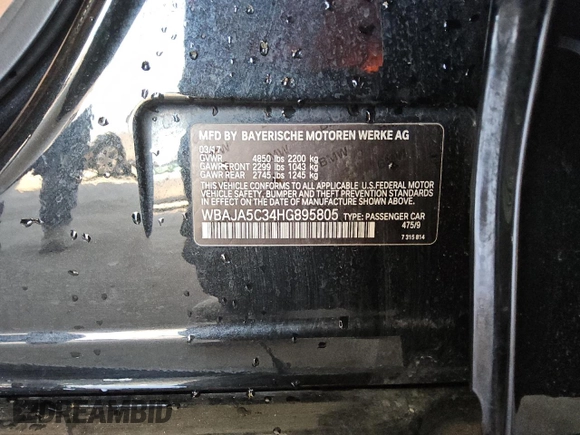 MFD BY BAYERISCHE MOTOREN WERKE AG
03/17
GVWR 4850 lbs 2200 kg
GAWR FRONT 2299 lbs 1043 kg
GAWR REAR 2745 lbs 1245 kg
THIS VEHICLE CONFORMS TO ALL APPLICABLE U.S.FEDERAL MOTOR
VEHICLE SAFETY, BUMPER AND THEFT PREVENTION STANDARDS
IN EFFECT ON THE DATE OF MANUFACTURE SHOWN ABOVE.
WBAJA5C34HG895805 TYPE: PASSENGER CAR
475/9
7 315 814
DREAMBID